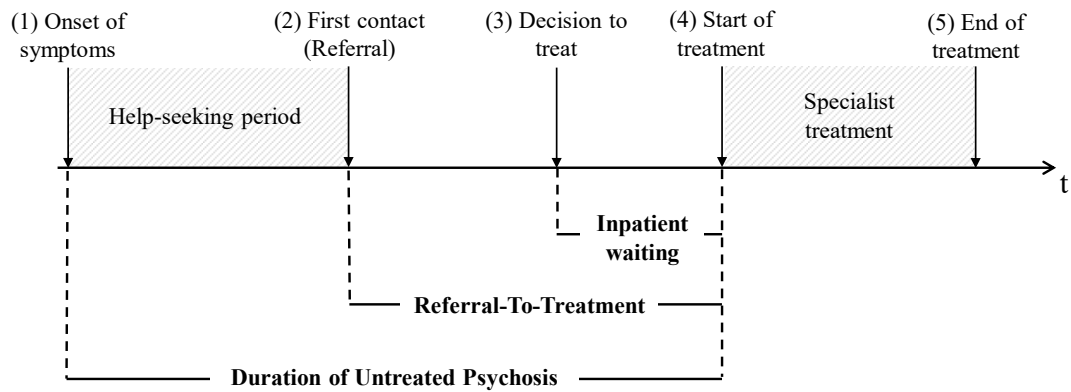 (1) Onset of
symptoms
(2) First contact
(Referral)
(3) Decision to
treat
(4) Start of
treatment
(5) End of
treatment
Help-seeking period
Specialist
treatment
t
Inpatient
waiting
Referral-To-Treatment
Duration of Untreated Psychosis